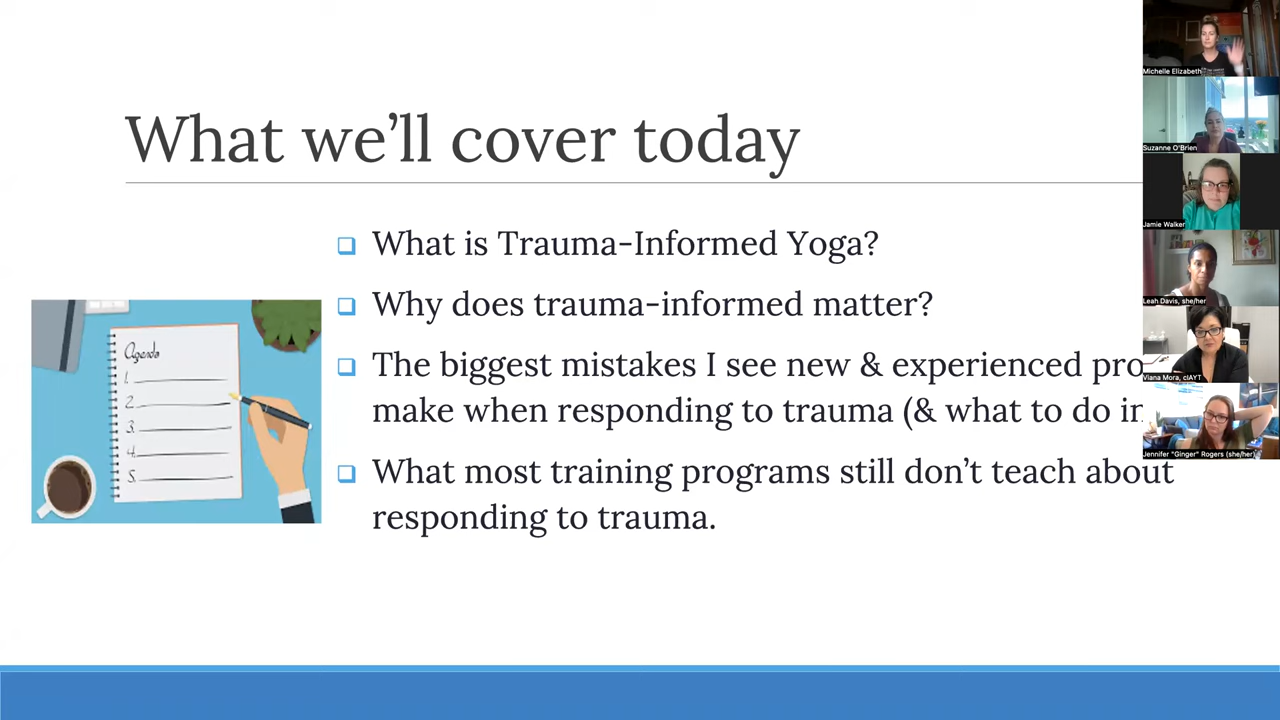 What we'll cover today
❑ What is Trauma-Informed Yoga?
❑ Why does trauma-informed matter?
❑ The biggest mistakes I see new & experienced pro
make when responding to trauma (& what to do in
❑ What most training programs still don't teach about
responding to trauma.
Agenda
1.
2.
3.
4.
5.
Michelle Elizabeth
Suzanne O'Brien
Jamie Walker
Leah Davis, she/her
Viana Mora, cIAYT
Jennifer "Ginger" Rogers (she/her)